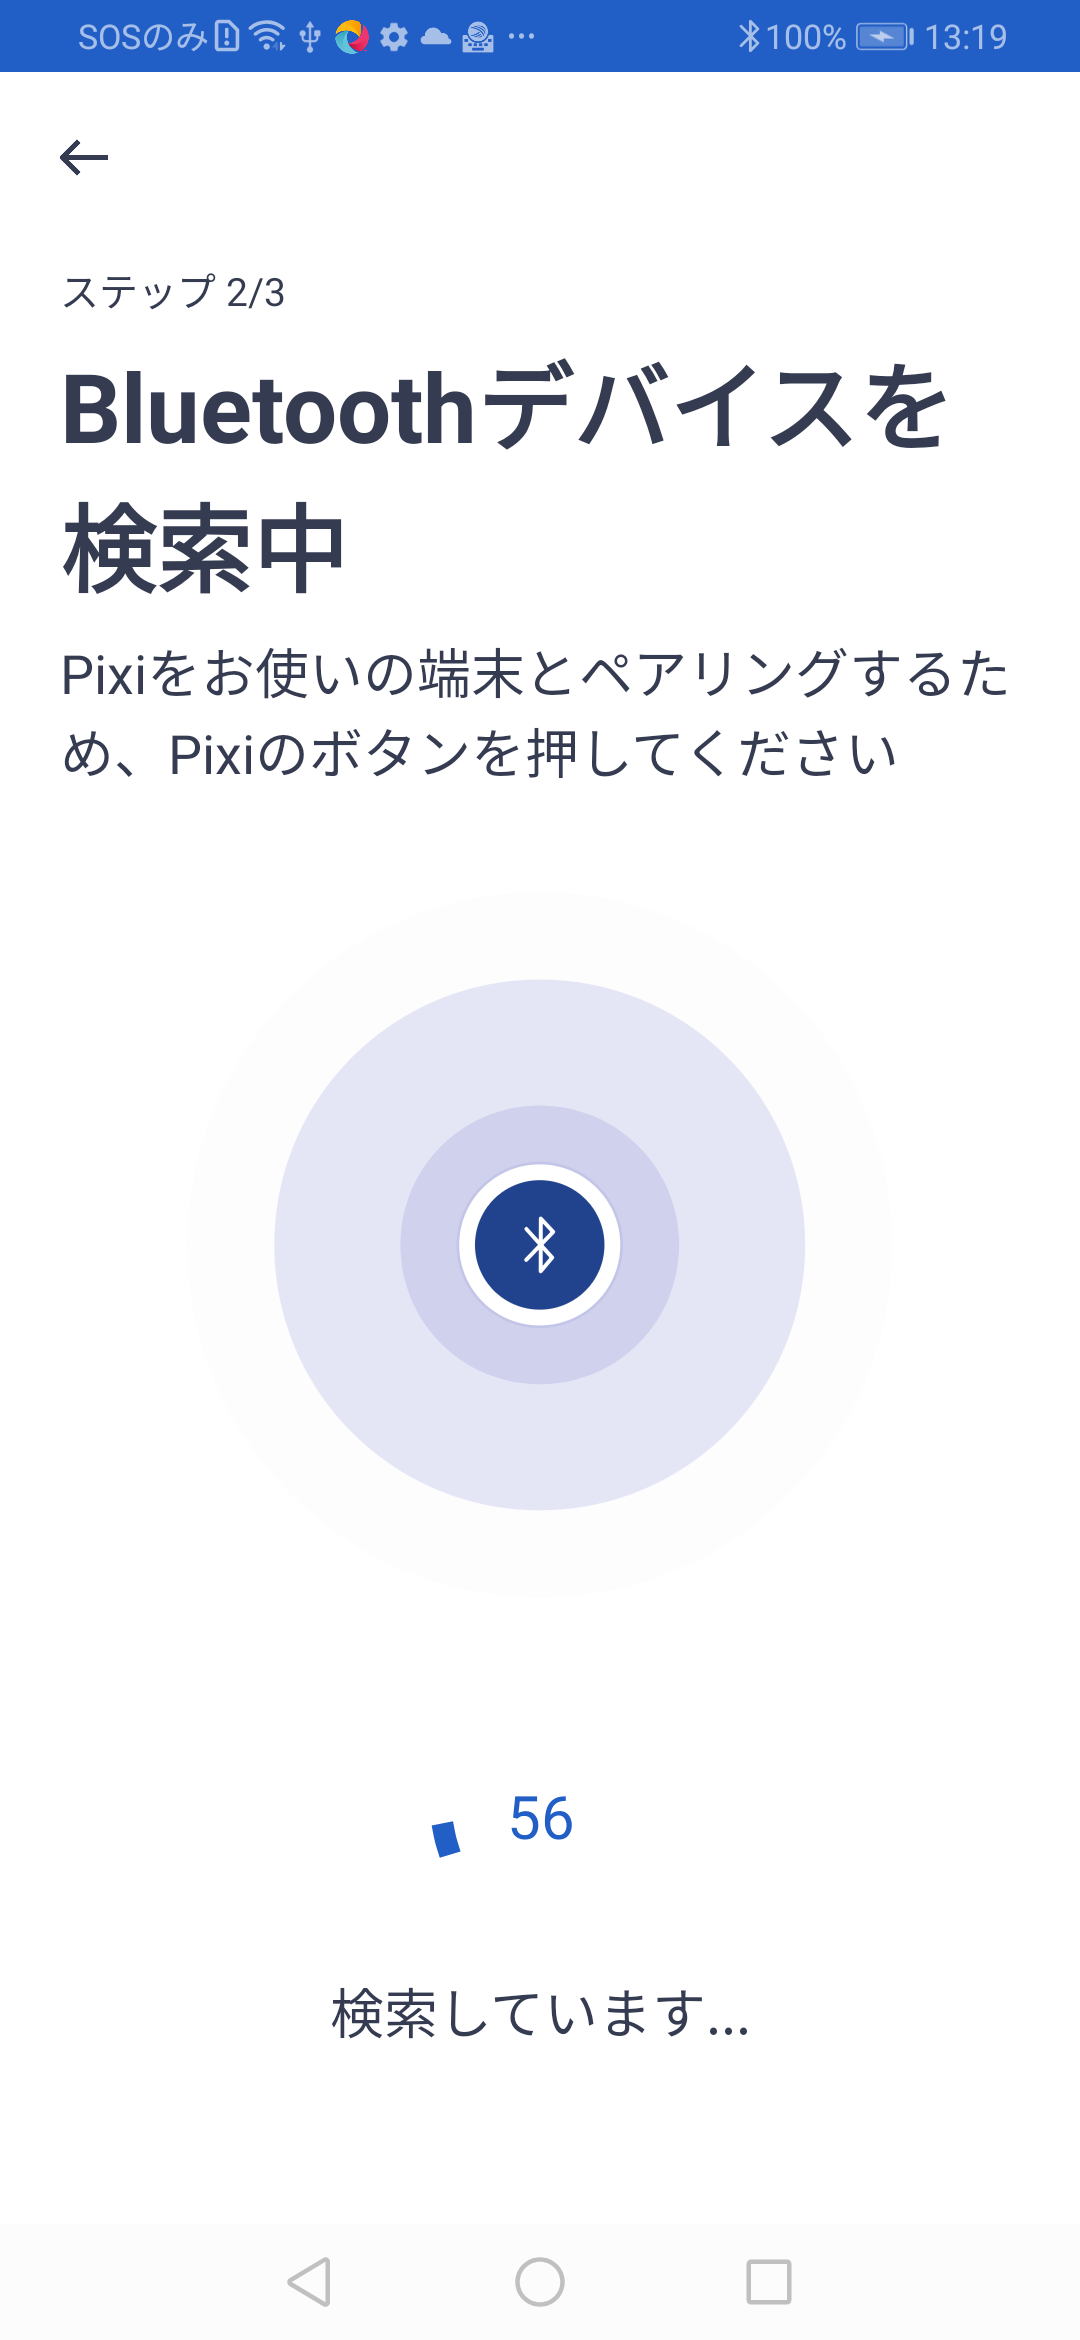 SOSのみ 100% 13:19
ステップ 2/3
Bluetoothデバイスを
検索中
Pixiをお使いの端末とペアリングするた
め、Pixiのボタンを押してください
56
検索しています...